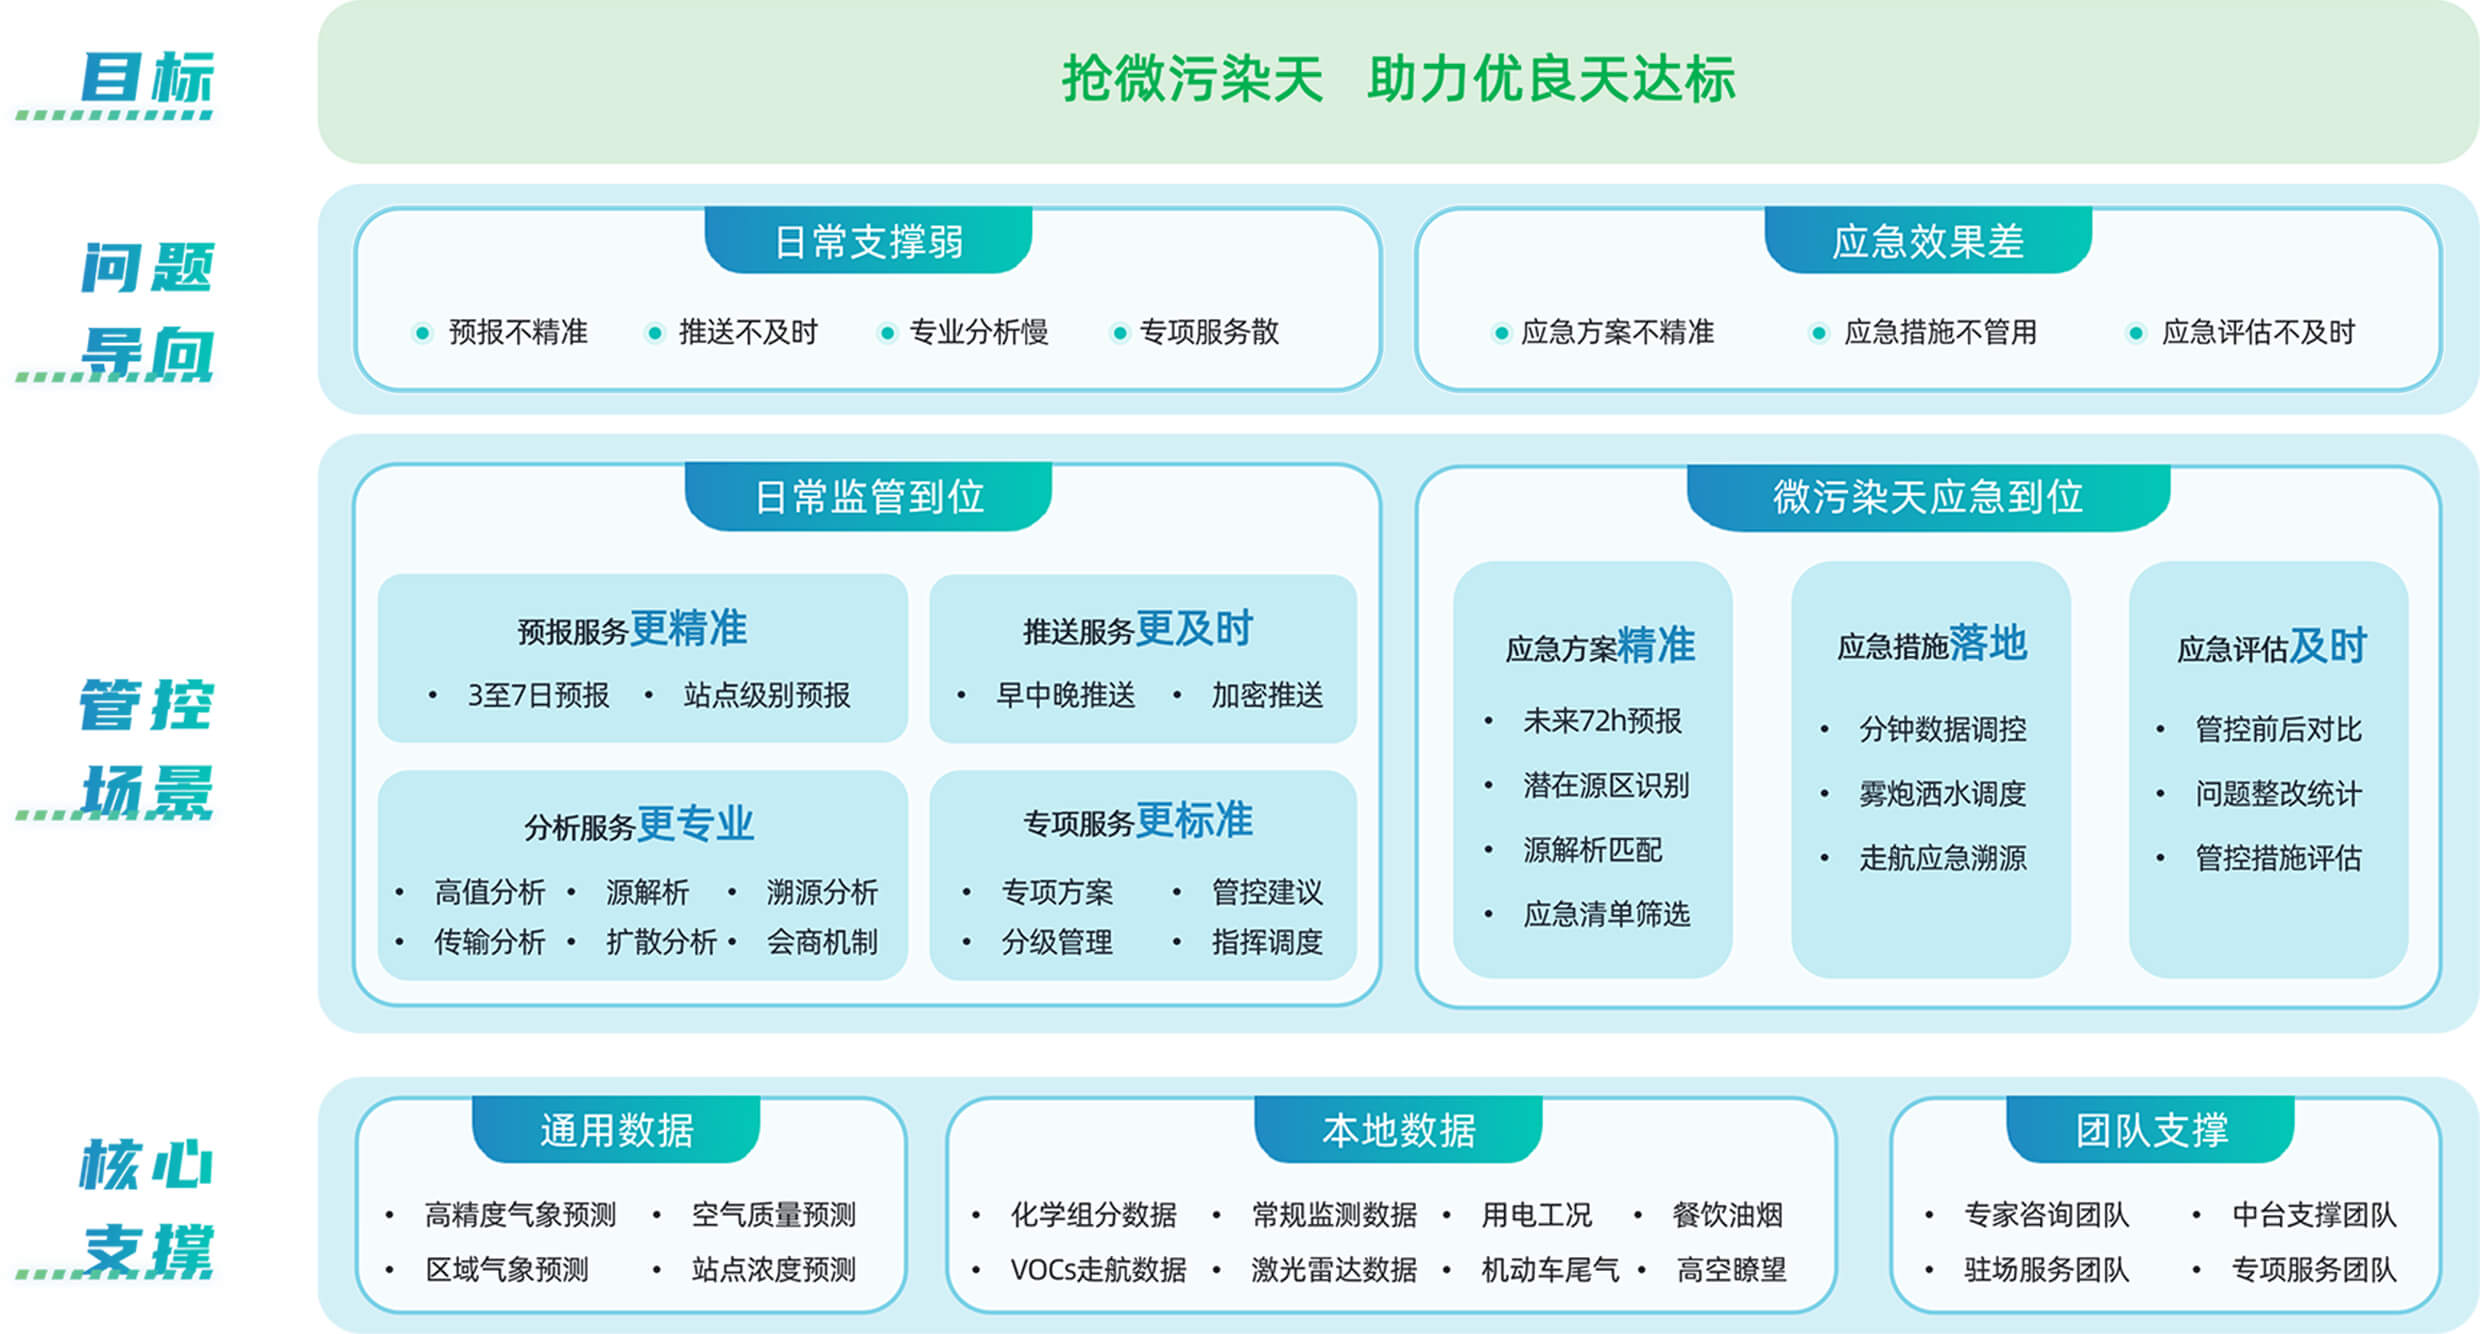 目标
抢微污染天 助力优良天达标
问题
导向
日常支撑弱
预报不精准
推送不及时
专业分析慢
专项服务散
应急效果差
应急方案不精准
应急措施不管用
应急评估不及时
管控
场景
日常监管到位
预报服务更精准
• 3至7日预报 • 站点级别预报
推送服务更及时
• 早中晚推送 • 加密推送
分析服务更专业
• 高值分析 • 源解析 • 溯源分析
• 传输分析 • 扩散分析 • 会商机制
专项服务更标准
• 专项方案 • 管控建议
• 分级管理 • 指挥调度
微污染天应急到位
应急方案精准
• 未来72h预报
• 潜在源区识别
• 源解析匹配
• 应急清单筛选
应急措施落地
• 分钟数据调控
• 雾炮洒水调度
• 走航应急溯源
应急评估及时
• 管控前后对比
• 问题整改统计
• 管控措施评估
核心
支撑
通用数据
• 高精度气象预测 • 空气质量预测
• 区域气象预测 • 站点浓度预测
本地数据
• 化学组分数据 • 常规监测数据 • 用电工况 • 餐饮油烟
• VOCs走航数据 • 激光雷达数据 • 机动车尾气 • 高空瞭望
团队支撑
• 专家咨询团队 • 中台支撑团队
• 驻场服务团队 • 专项服务团队